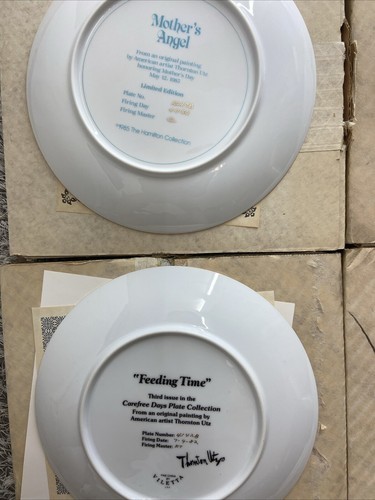 Mother's
Angel
From an original painting
by American artist Thornton Utz
honoring Mother's Day
May 12, 1985
Limited Edition
Plate No.
Firing Day
Firing Master
©1985 The Hamilton Collection
"Feeding Time"
Third issue in the
Carefree Days Plate Collection
From an original painting by
American artist Thornton Utz
Plate Number:
Firing Date:
Firing Master:
Thornton Utz
VILETTA